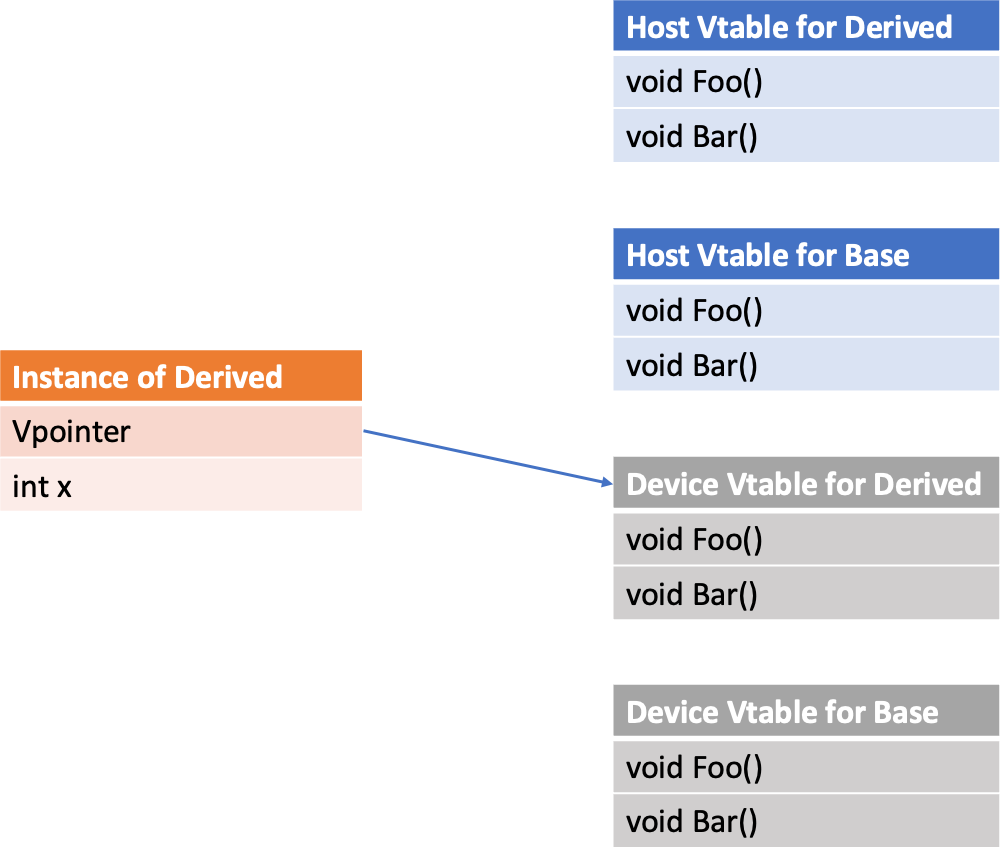 Host Vtable for Derived
void Foo()
void Bar()
Host Vtable for Base
void Foo()
void Bar()
Instance of Derived
Vpointer
int x
Device Vtable for Derived
void Foo()
void Bar()
Device Vtable for Base
void Foo()
void Bar()